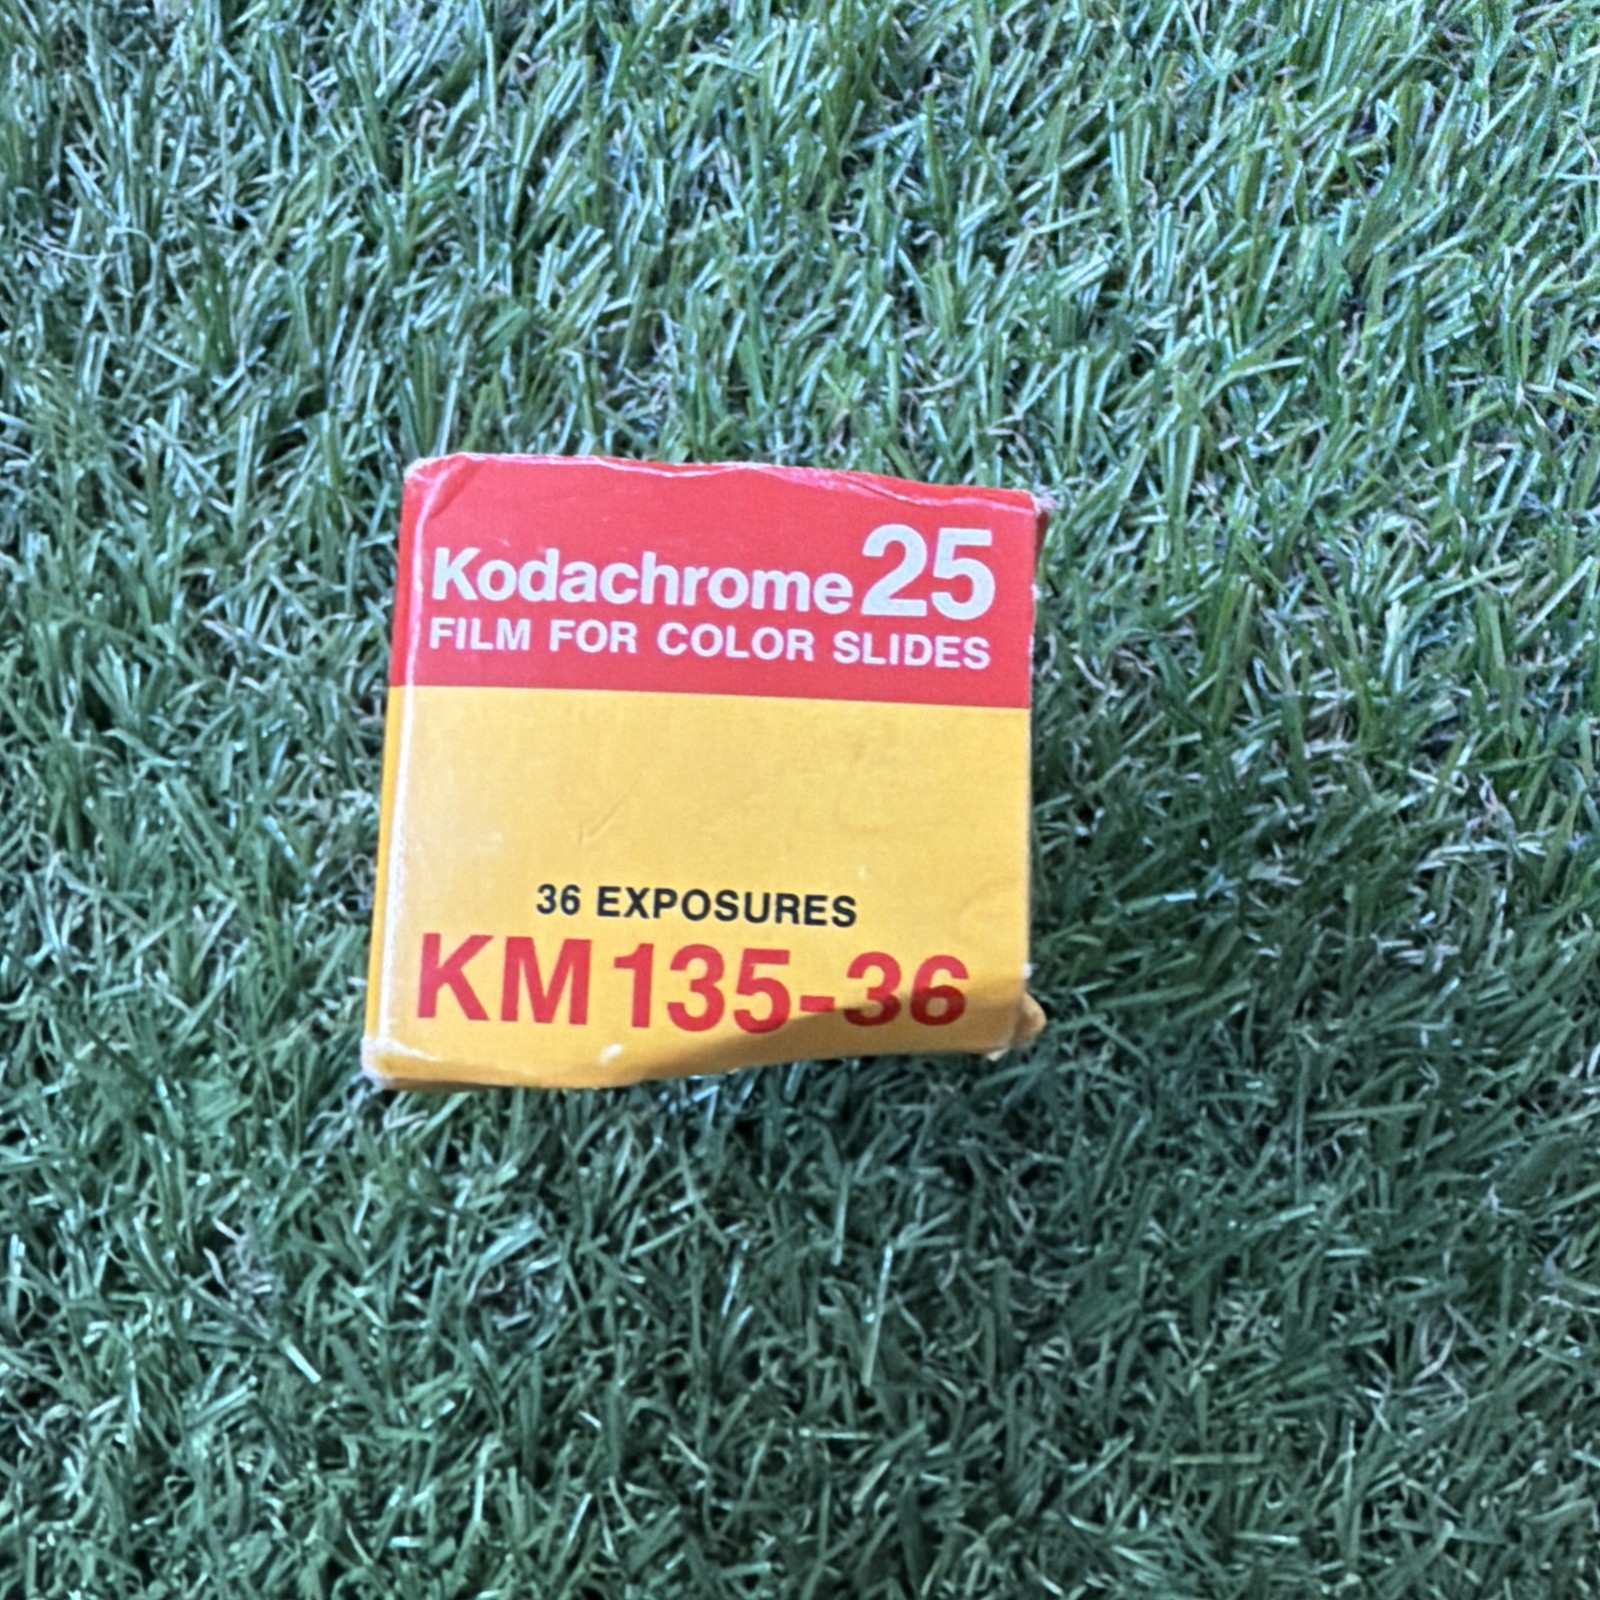 Kodachrome 25
FILM FOR COLOR SLIDES
36 EXPOSURES
KM 135-36